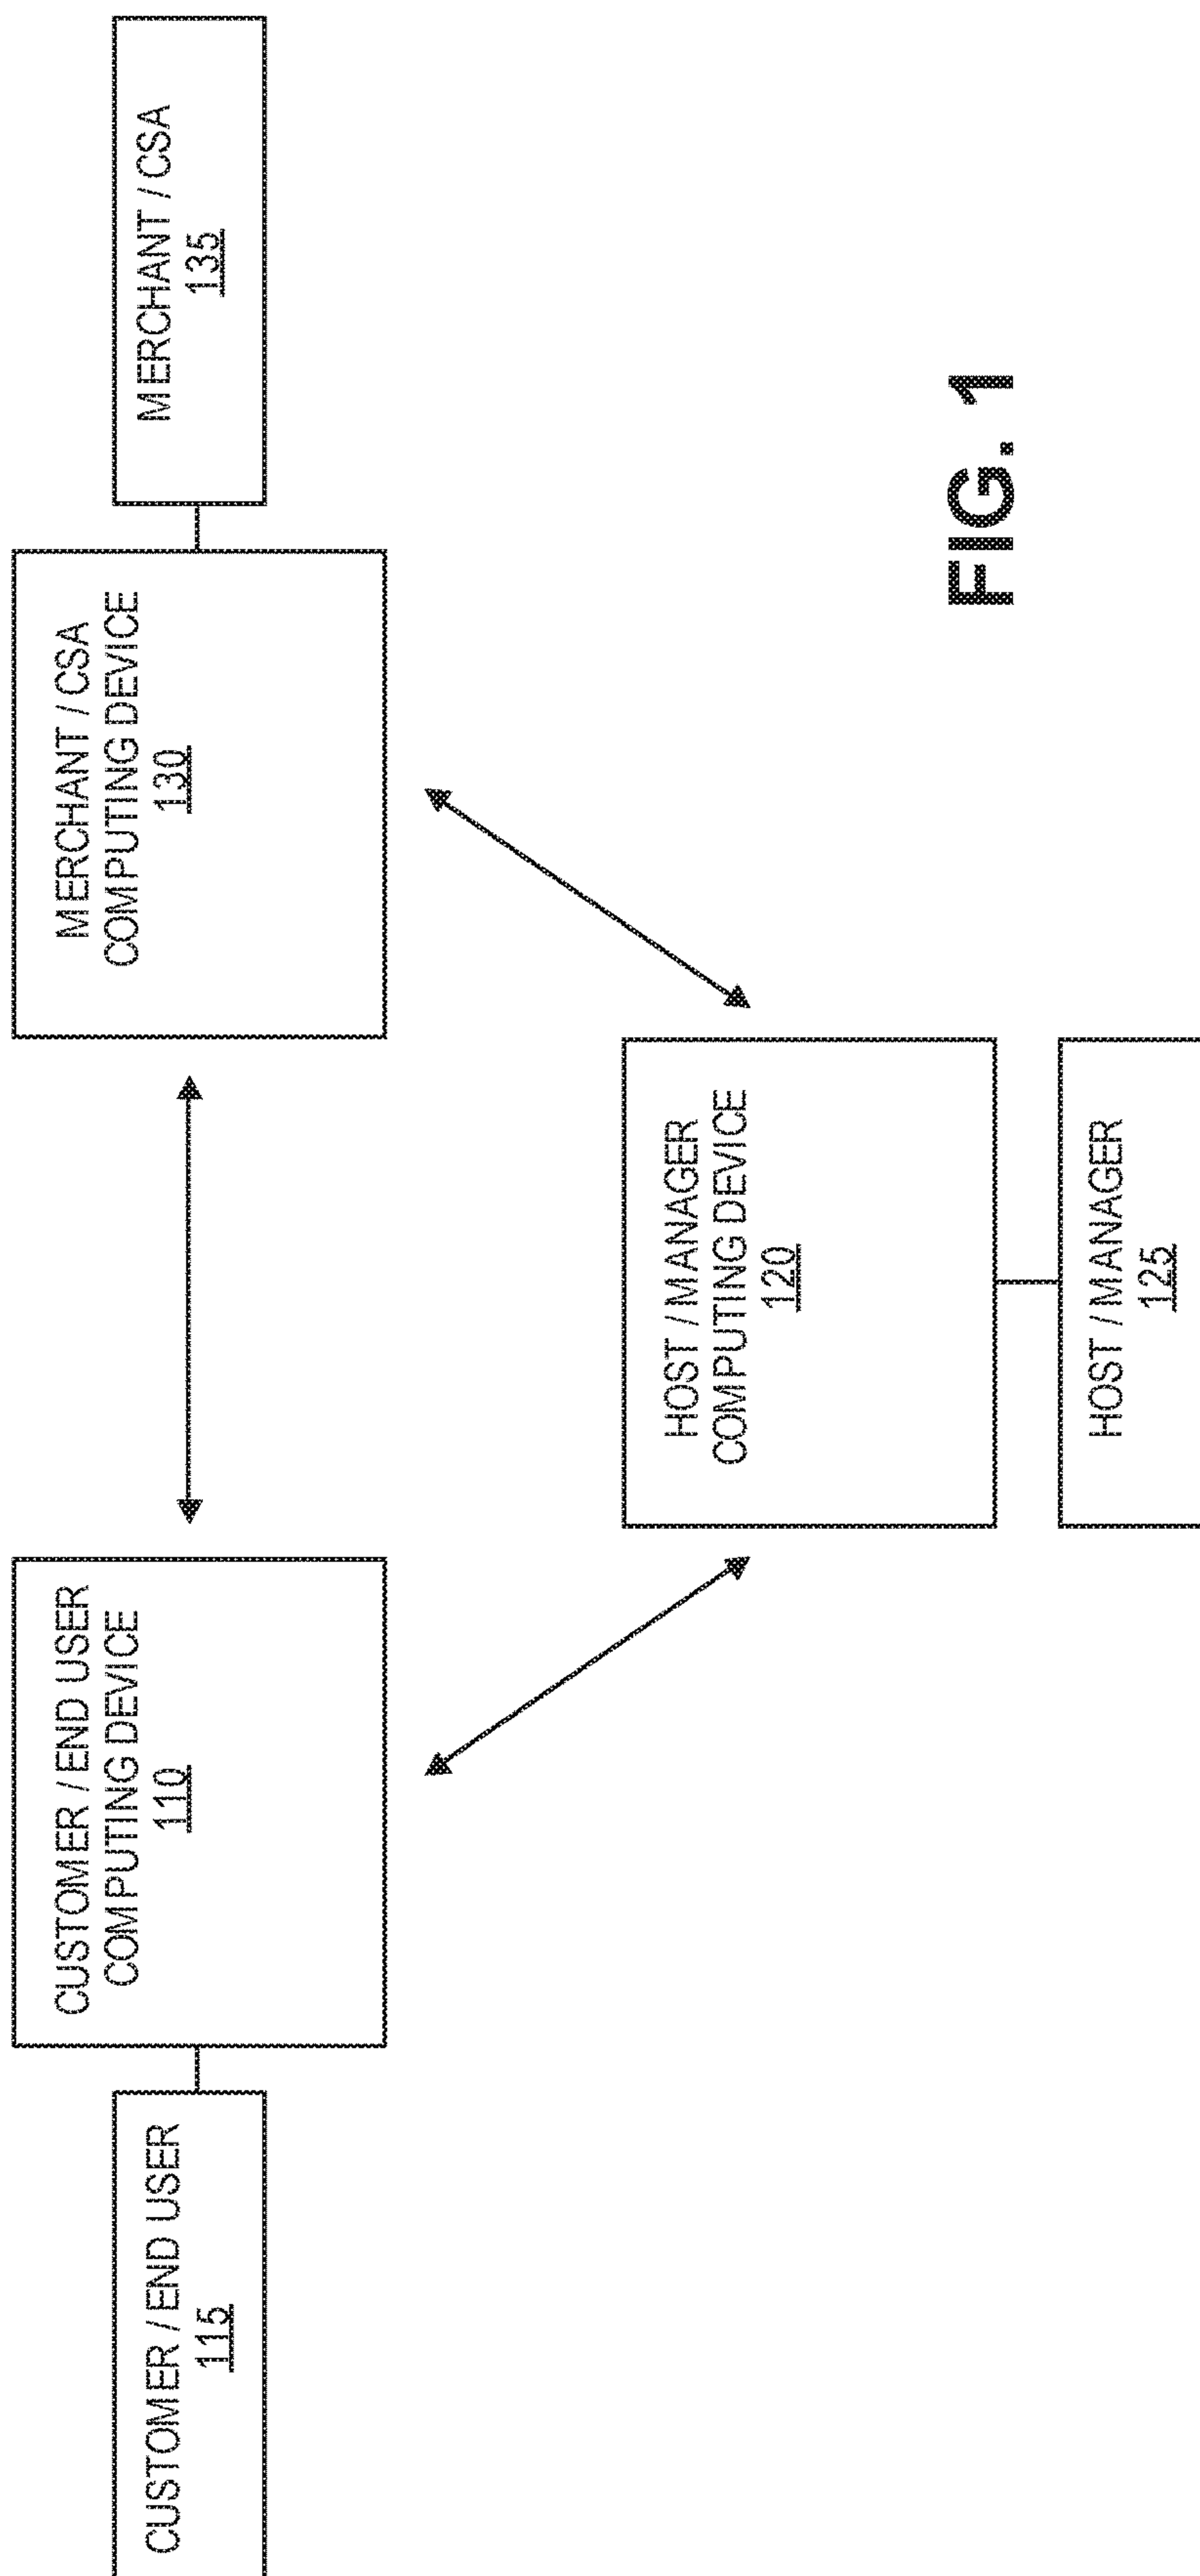 CUSTOMER / END USER
115
CUSTOMER / END USER
COMPUTING DEVICE
110
MERCHANT / CSA
COMPUTING DEVICE
130
MERCHANT / CSA
135
HOST / MANAGER
COMPUTING DEVICE
120
HOST / MANAGER
125
FIG. 1